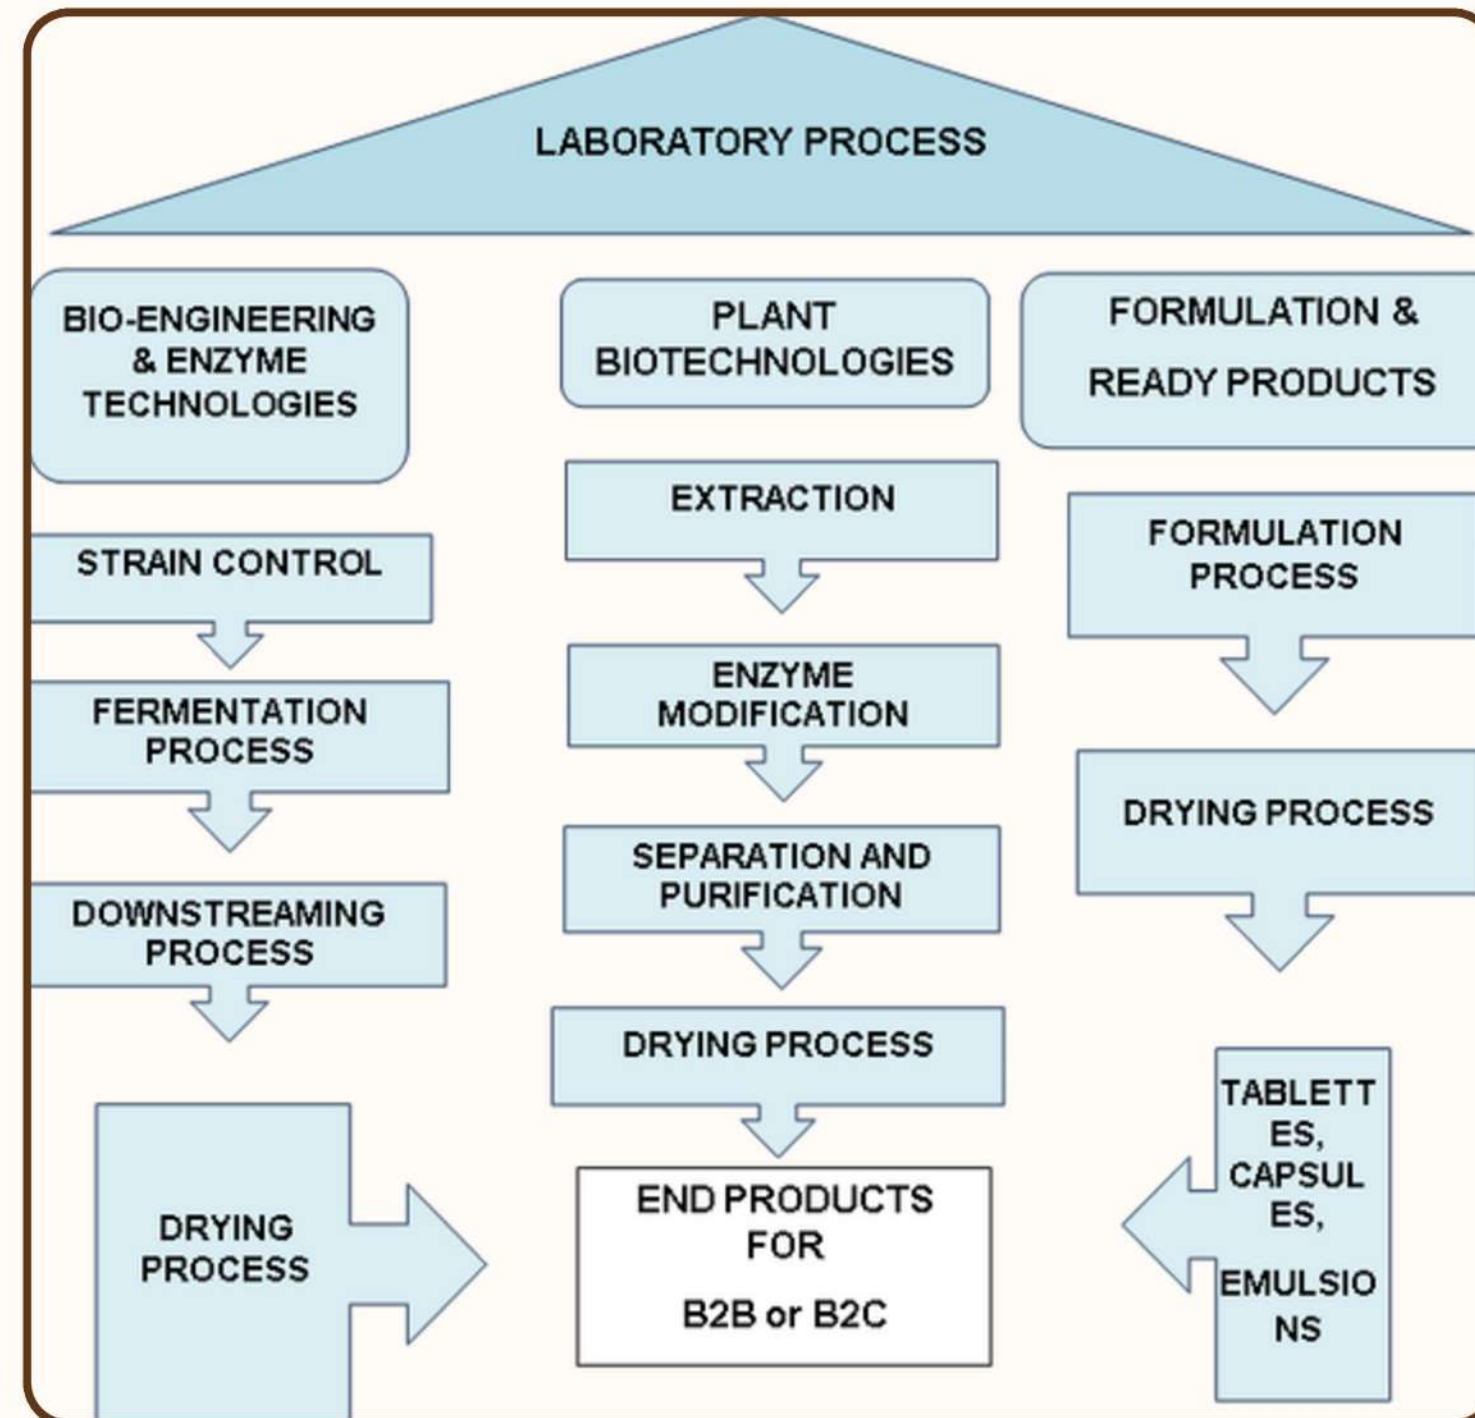 LABORATORY PROCESS
BIO-ENGINEERING
& ENZYME
TECHNOLOGIES
STRAIN CONTROL
FERMENTATION
PROCESS
DOWNSTREAMING
PROCESS
DRYING
PROCESS
PLANT
BIOTECHNOLOGIES
EXTRACTION
ENZYME
MODIFICATION
SEPARATION AND
PURIFICATION
DRYING PROCESS
END PRODUCTS
FOR
B2B or B2C
FORMULATION &
READY PRODUCTS
FORMULATION
PROCESS
DRYING PROCESS
TABLETT
ES,
CAPSUL
ES,
EMULSIO
NS